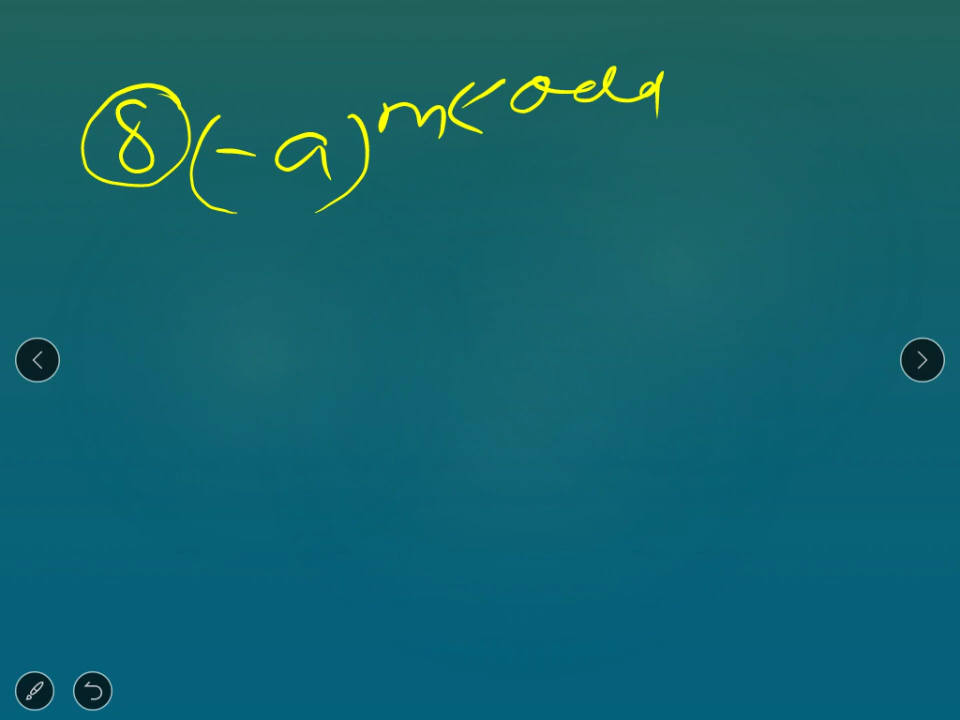 ⑧ (-a)^m ← odd